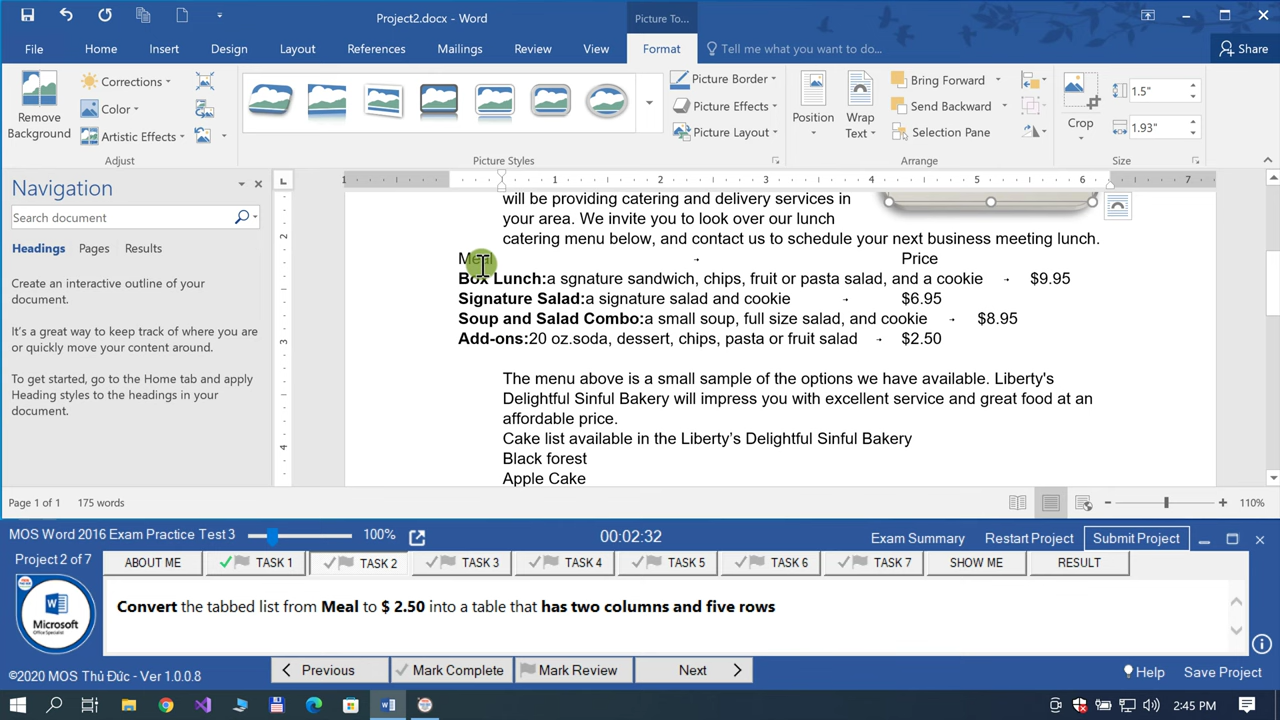 Project2.docx - Word
Picture To...
File
Home
Insert
Design
Layout
References
Mailings
Review
View
Format
Tell me what you want to do...
Share
Remove
Background
Corrections
Color
Artistic Effects
Adjust
Picture Styles
Picture Border
Picture Effects
Picture Layout
Position
Wrap
Text
Bring Forward
Send Backward
Selection Pane
Arrange
Crop
1.5"
1.93"
Size
Navigation
Search document
Headings
Pages
Results
Create an interactive outline of your
document.
It's a great way to keep track of where you are
or quickly move your content around.
To get started, go to the Home tab and apply
Heading styles to the headings in your
document.
1 1 2 3 4 5 6 7
2
3
4
will be providing catering and delivery services in
your area. We invite you to look over our lunch
catering menu below, and contact us to schedule your next business meeting lunch.
Meal Price
Box Lunch:a sgnature sandwich, chips, fruit or pasta salad, and a cookie $9.95
Signature Salad:a signature salad and cookie $6.95
Soup and Salad Combo:a small soup, full size salad, and cookie $8.95
Add-ons:20 oz.soda, dessert, chips, pasta or fruit salad $2.50
The menu above is a small sample of the options we have available. Liberty's
Delightful Sinful Bakery will impress you with excellent service and great food at an
affordable price.
Cake list available in the Liberty's Delightful Sinful Bakery
Black forest
Apple Cake
Page 1 of 1
175 words
110%
MOS Word 2016 Exam Practice Test 3
100%
00:02:32
Exam Summary
Restart Project
Submit Project
Project 2 of 7
ABOUT ME
TASK 1
TASK 2
TASK 3
TASK 4
TASK 5
TASK 6
TASK 7
SHOW ME
RESULT
Convert the tabbed list from Meal to $ 2.50 into a table that has two columns and five rows
Microsoft
©2020 MOS Thủ Đức - Ver 1.0.0.8
Previous
Mark Complete
Mark Review
Next
Help
Save Project
2:45 PM